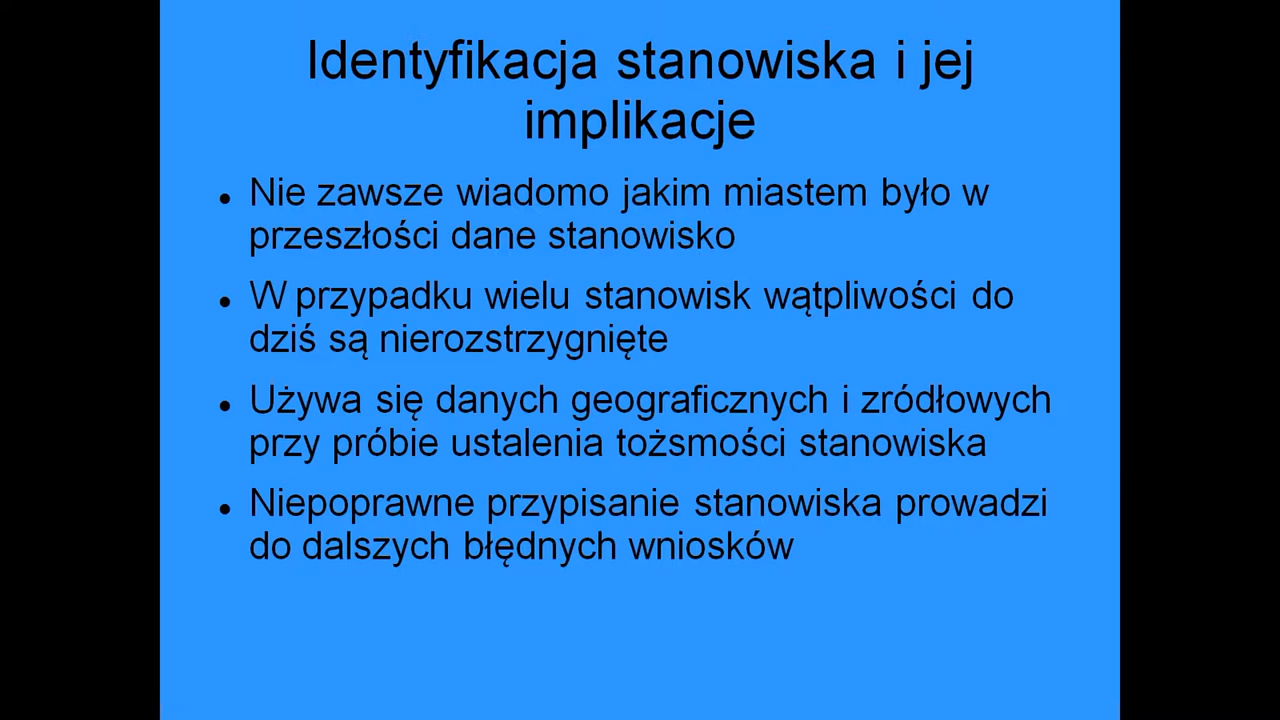 Identyfikacja stanowiska i jej
implikacje
● Nie zawsze wiadomo jakim miastem było w
przeszłości dane stanowisko
● W przypadku wielu stanowisk wątpliwości do
dziś są nierozstrzygnięte
● Używa się danych geograficznych i zródłowych
przy próbie ustalenia tożsmości stanowiska
● Niepoprawne przypisanie stanowiska prowadzi
do dalszych błędnych wniosków